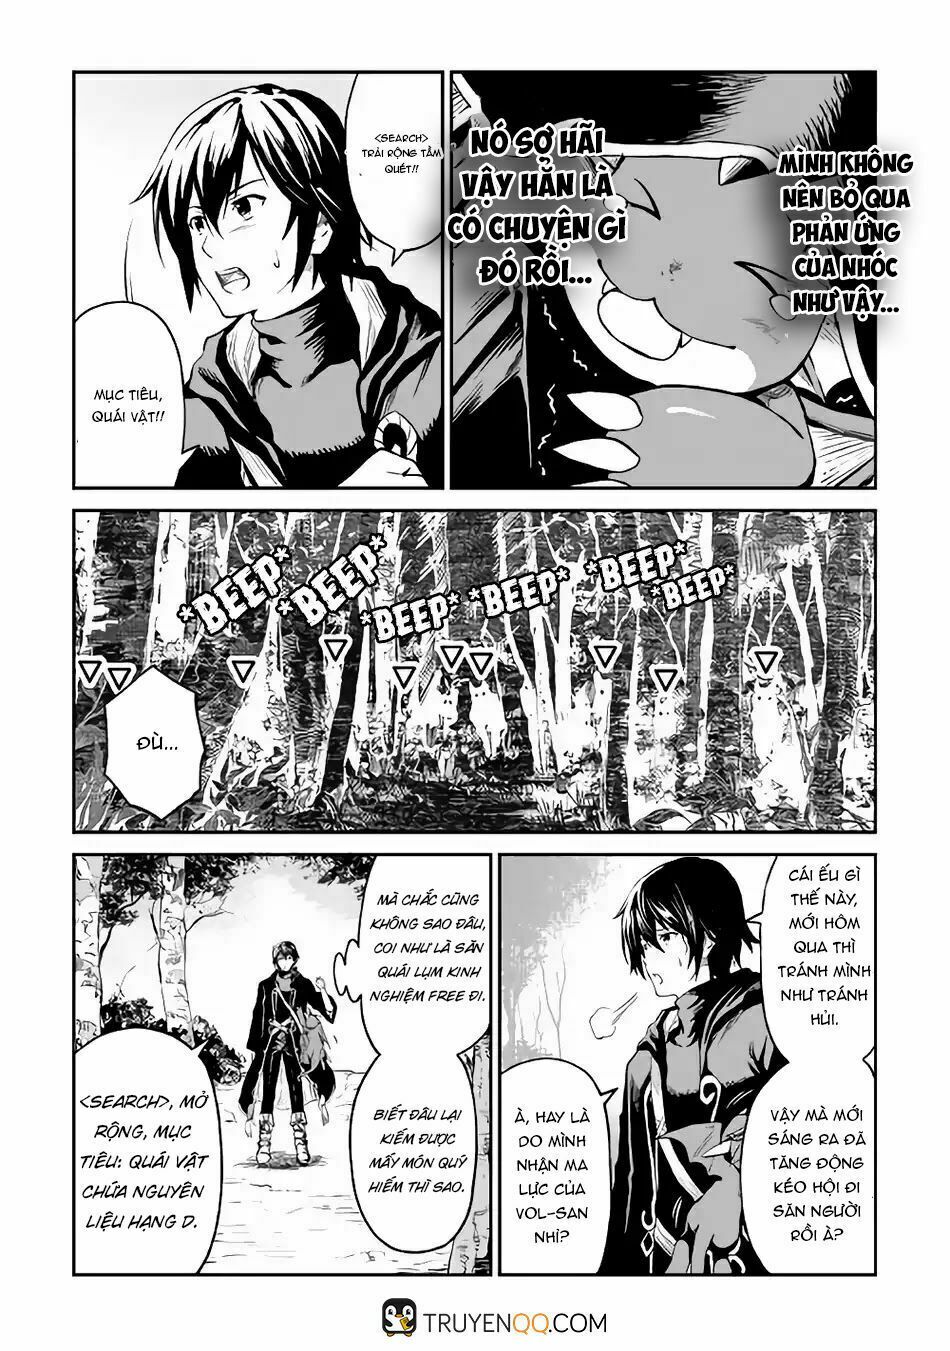 MÌNH KHÔNG
NÊN BỎ QUA
PHẢN ỨNG
CỦA NHÓC
NHƯ VẬY...
NÓ SỢ HÃI
VẬY HẲN LÀ
CÓ CHUYỆN GÌ
ĐÓ RỒI...
<SEARCH>
TRẢI RỘNG TẦM
QUÉT!!
MỤC TIÊU,
QUÁI VẬT!!
*BEEP*
*BEEP*
*BEEP*
*BEEP*
*BEEP*
*BEEP*
ĐÙ...
CÁI ẾU GÌ
THẾ NÀY,
MỚI HÔM
QUA THÌ
TRÁNH MÌNH
NHƯ TRÁNH
HỦI.
VẬY MÀ MỚI
SÁNG RA ĐÃ
TĂNG ĐỘNG
KÉO HỘI ĐI
SĂN NGƯỜI
RỒI À?
À, HAY LÀ
DO MÌNH
NHẬN MA
LỰC CỦA
VOL-SAN
NHỈ?
MÀ CHẮC CŨNG
KHÔNG SAO ĐÂU,
COI NHƯ LÀ SĂN
QUÁI LỤM KINH
NGHIỆM FREE ĐI.
BIẾT ĐÂU LẠI
KIẾM ĐƯỢC
MẤY MÓN QUÝ
HIẾM THÌ SAO.
<SEARCH>, MỞ
RỘNG, MỤC
TIÊU: QUÁI VẬT
CHỨA NGUYÊN
LIỆU HẠNG D.
TRUYENQQ.COM